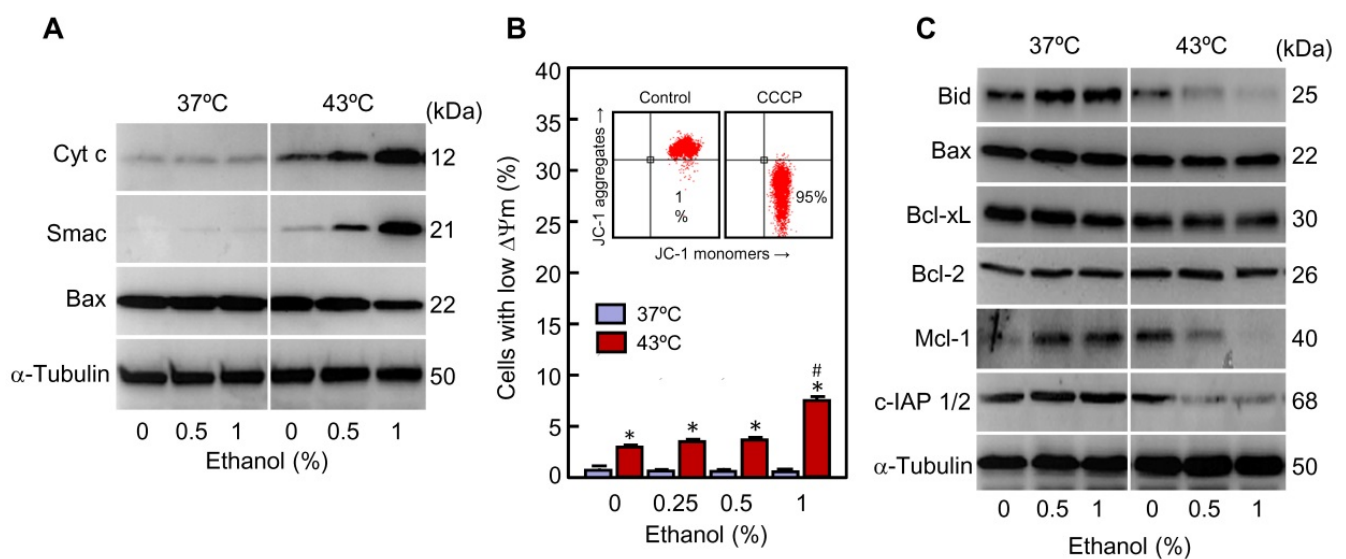 A
37ºC 43ºC (kDa)
Cyt c 12
Smac 21
Bax 22
α-Tubulin 50
0 0.5 1 0 0.5 1
Ethanol (%)
B
Cells with low ΔΨm (%)
40
35
30
25
20
15
10
5
0
Control CCCP
JC-1 aggregates →
1
%
95%
JC-1 monomers →
37ºC
43ºC
* * * # *
0 0.25 0.5 1
Ethanol (%)
C
37ºC 43ºC (kDa)
Bid 25
Bax 22
Bcl-xL 30
Bcl-2 26
Mcl-1 40
c-IAP 1/2 68
α-Tubulin 50
0 0.5 1 0 0.5 1
Ethanol (%)